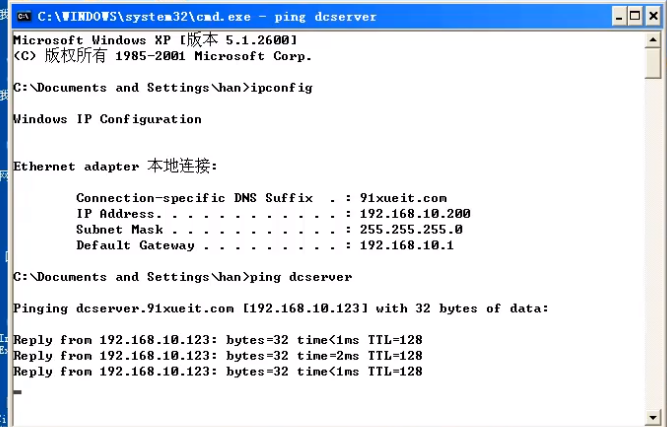 C:\WINDOWS\system32\cmd.exe - ping dcserver
Microsoft Windows XP [版本 5.1.2600]
(C) 版权所有 1985-2001 Microsoft Corp.
C:\Documents and Settings\han>ipconfig
Windows IP Configuration
Ethernet adapter 本地连接:
Connection-specific DNS Suffix  . : 91xueit.com
IP Address. . . . . . . . . . . . : 192.168.10.200
Subnet Mask . . . . . . . . . . . : 255.255.255.0
Default Gateway . . . . . . . . . : 192.168.10.1
C:\Documents and Settings\han>ping dcserver
Pinging dcserver.91xueit.com [192.168.10.123] with 32 bytes of data:
Reply from 192.168.10.123: bytes=32 time<1ms TTL=128
Reply from 192.168.10.123: bytes=32 time=2ms TTL=128
Reply from 192.168.10.123: bytes=32 time<1ms TTL=128